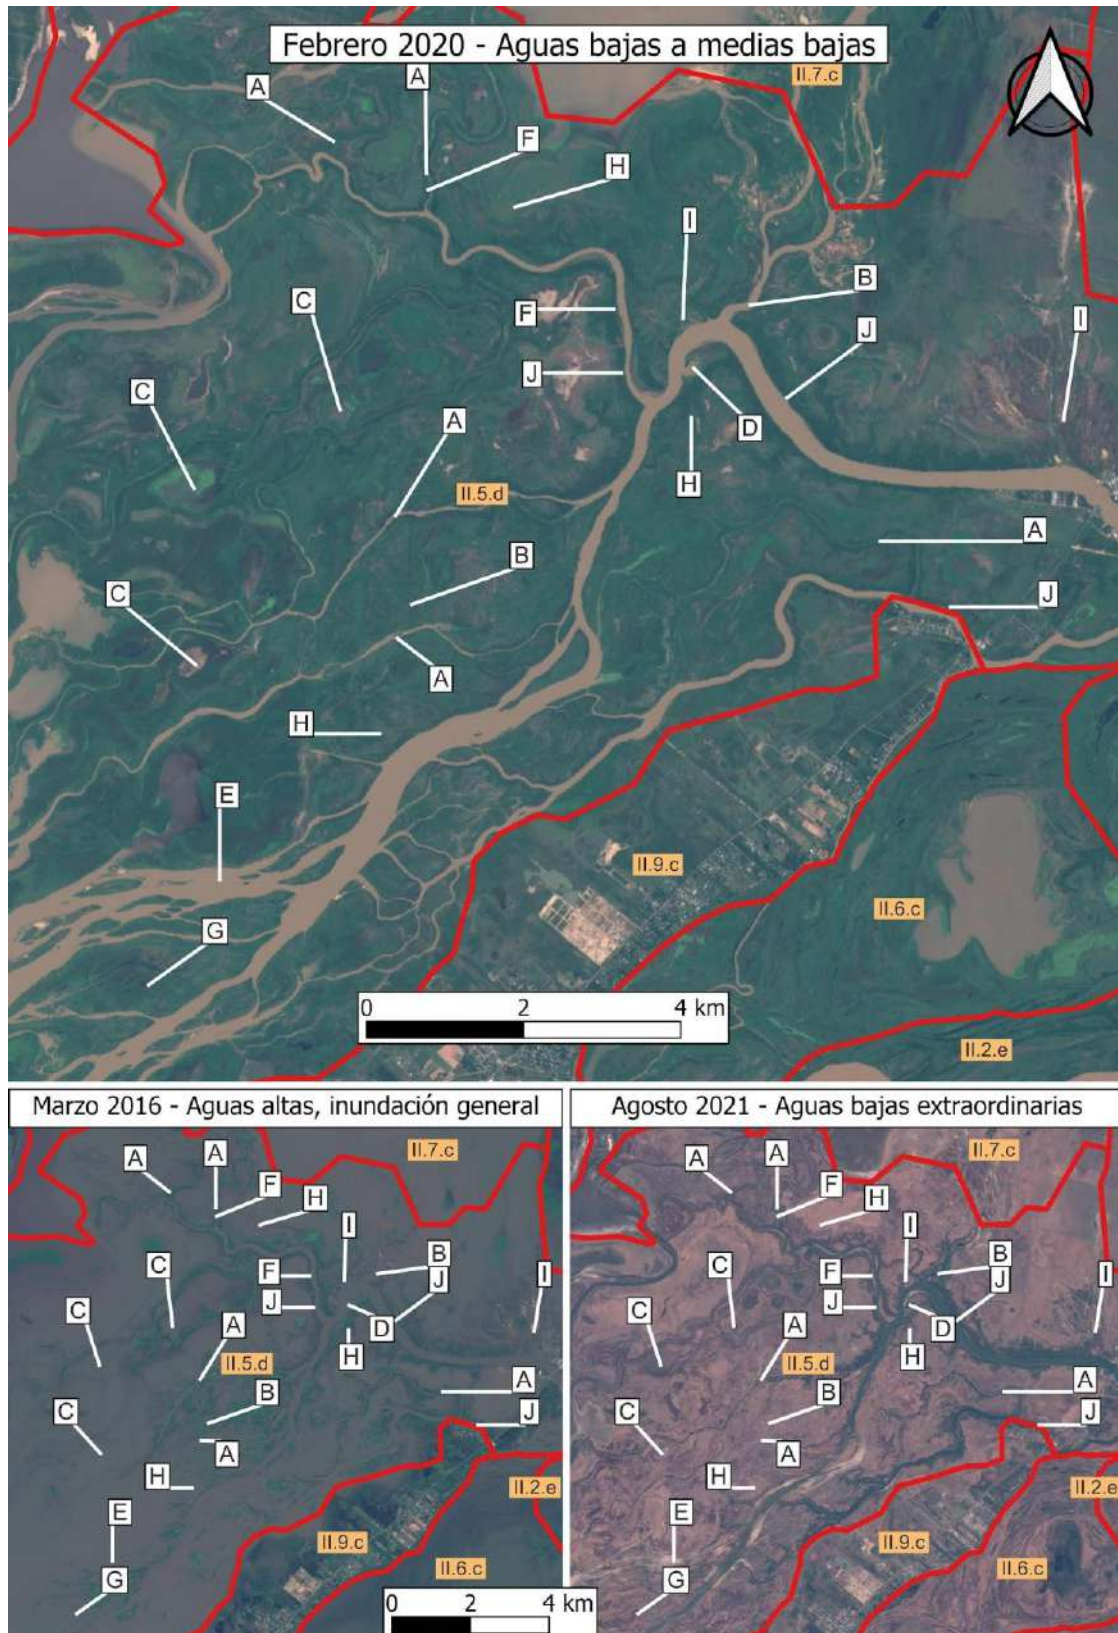 Febrero 2020 - Aguas bajas a medias bajas
II.7.c
A
A
F
H
I
B
C
F
I
J
J
C
A
D
H
II.5.d
A
B
C
J
A
H
E
II.9.c
II.6.c
G
0 2 4 km
II.2.e
Marzo 2016 - Aguas altas, inundación general
A
A
II.7.c
F
H
I
B
C
F
J
I
C
J
A
D
H
II.5.d
B
A
C
J
A
H
II.2.e
E
II.9.c
II.6.c
G
0 2 4 km
Agosto 2021 - Aguas bajas extraordinarias
A
A
II.7.c
F
H
I
B
C
F
J
I
C
J
A
D
H
II.5.d
B
A
C
J
A
H
II.2.e
E
II.9.c
II.6.c
G